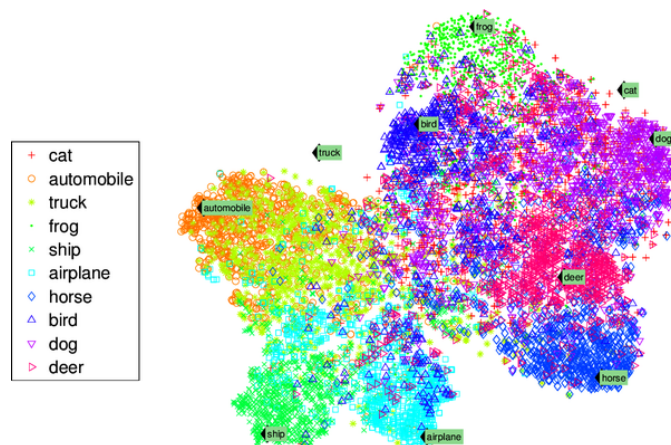 cat
automobile
truck
frog
ship
airplane
horse
bird
dog
deer
frog
cat
bird
dog
truck
automobile
deer
horse
ship
airplane